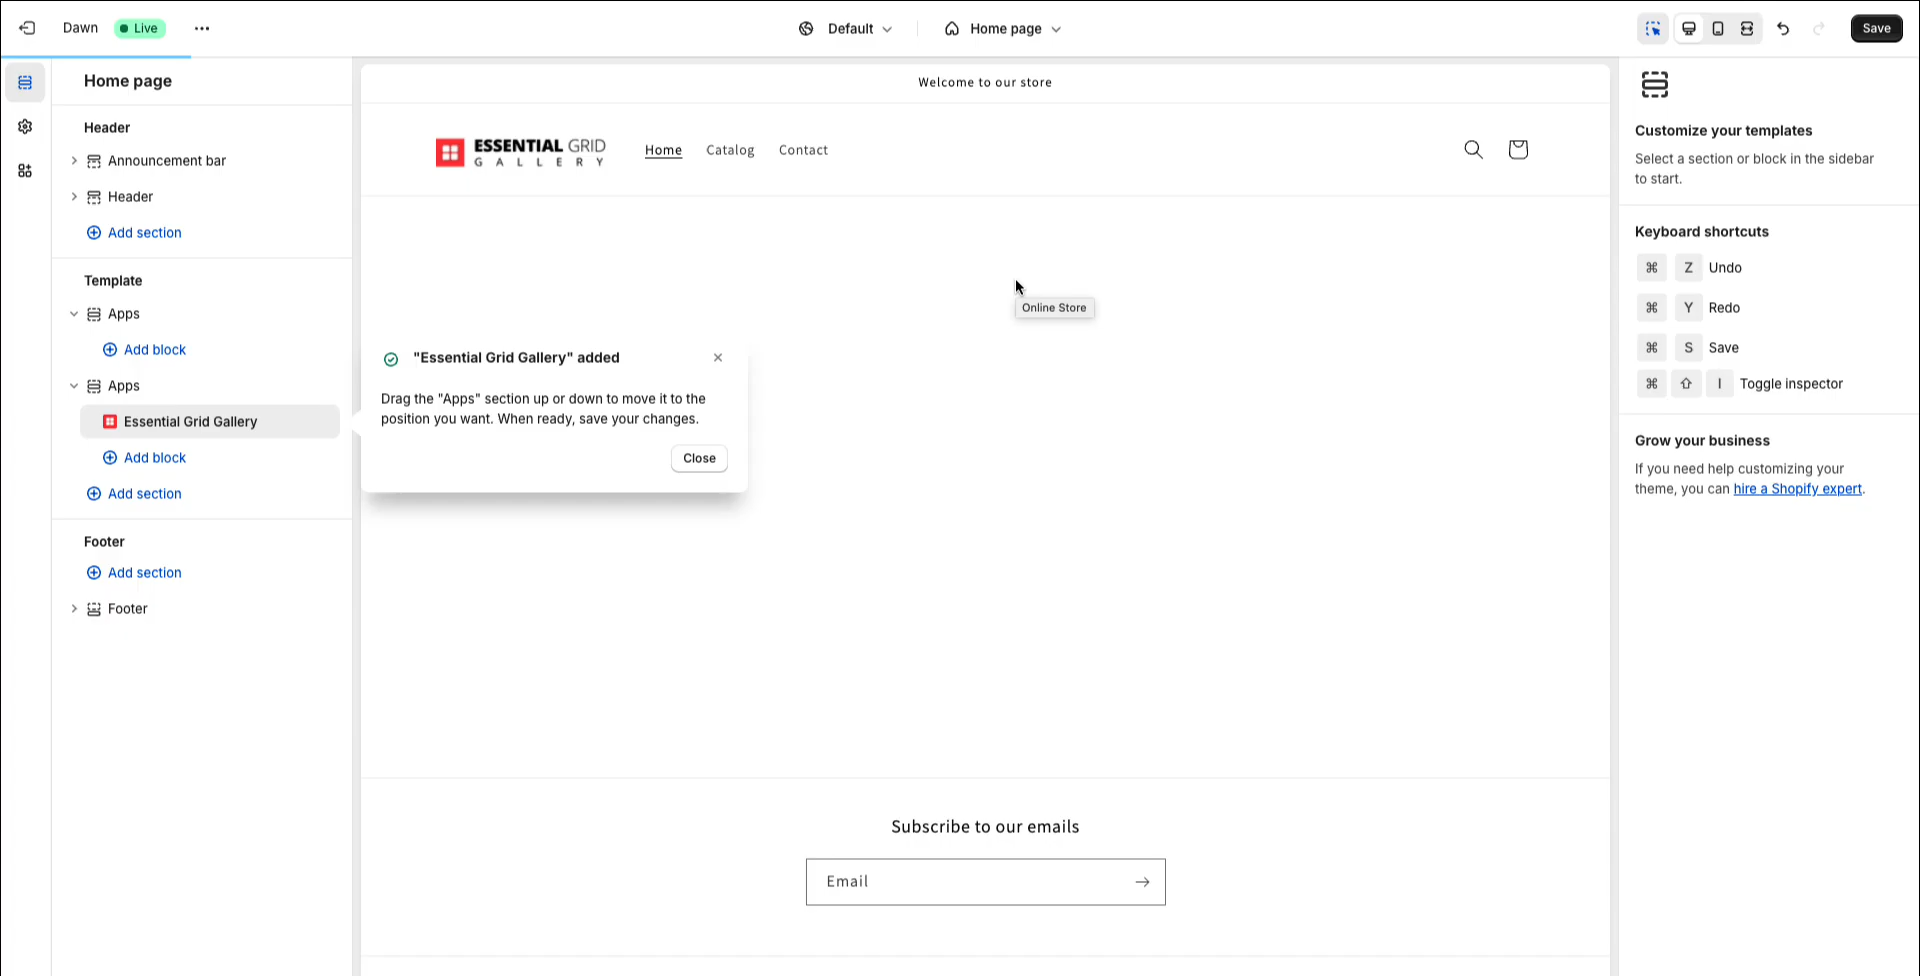 Dawn
Live
Default
Home page
Save
Home page
Header
Announcement bar
Header
Add section
Template
Apps
Add block
Apps
Essential Grid Gallery
Add block
Add section
Footer
Add section
Footer
Welcome to our store
ESSENTIAL GRID
GALLERY
Home
Catalog
Contact
Online Store
"Essential Grid Gallery" added
Drag the "Apps" section up or down to move it to the
position you want. When ready, save your changes.
Close
Subscribe to our emails
Email
Customize your templates
Select a section or block in the sidebar
to start.
Keyboard shortcuts
⌘ Z Undo
⌘ Y Redo
⌘ S Save
⌘ ⇧ I Toggle inspector
Grow your business
If you need help customizing your
theme, you can hire a Shopify expert.